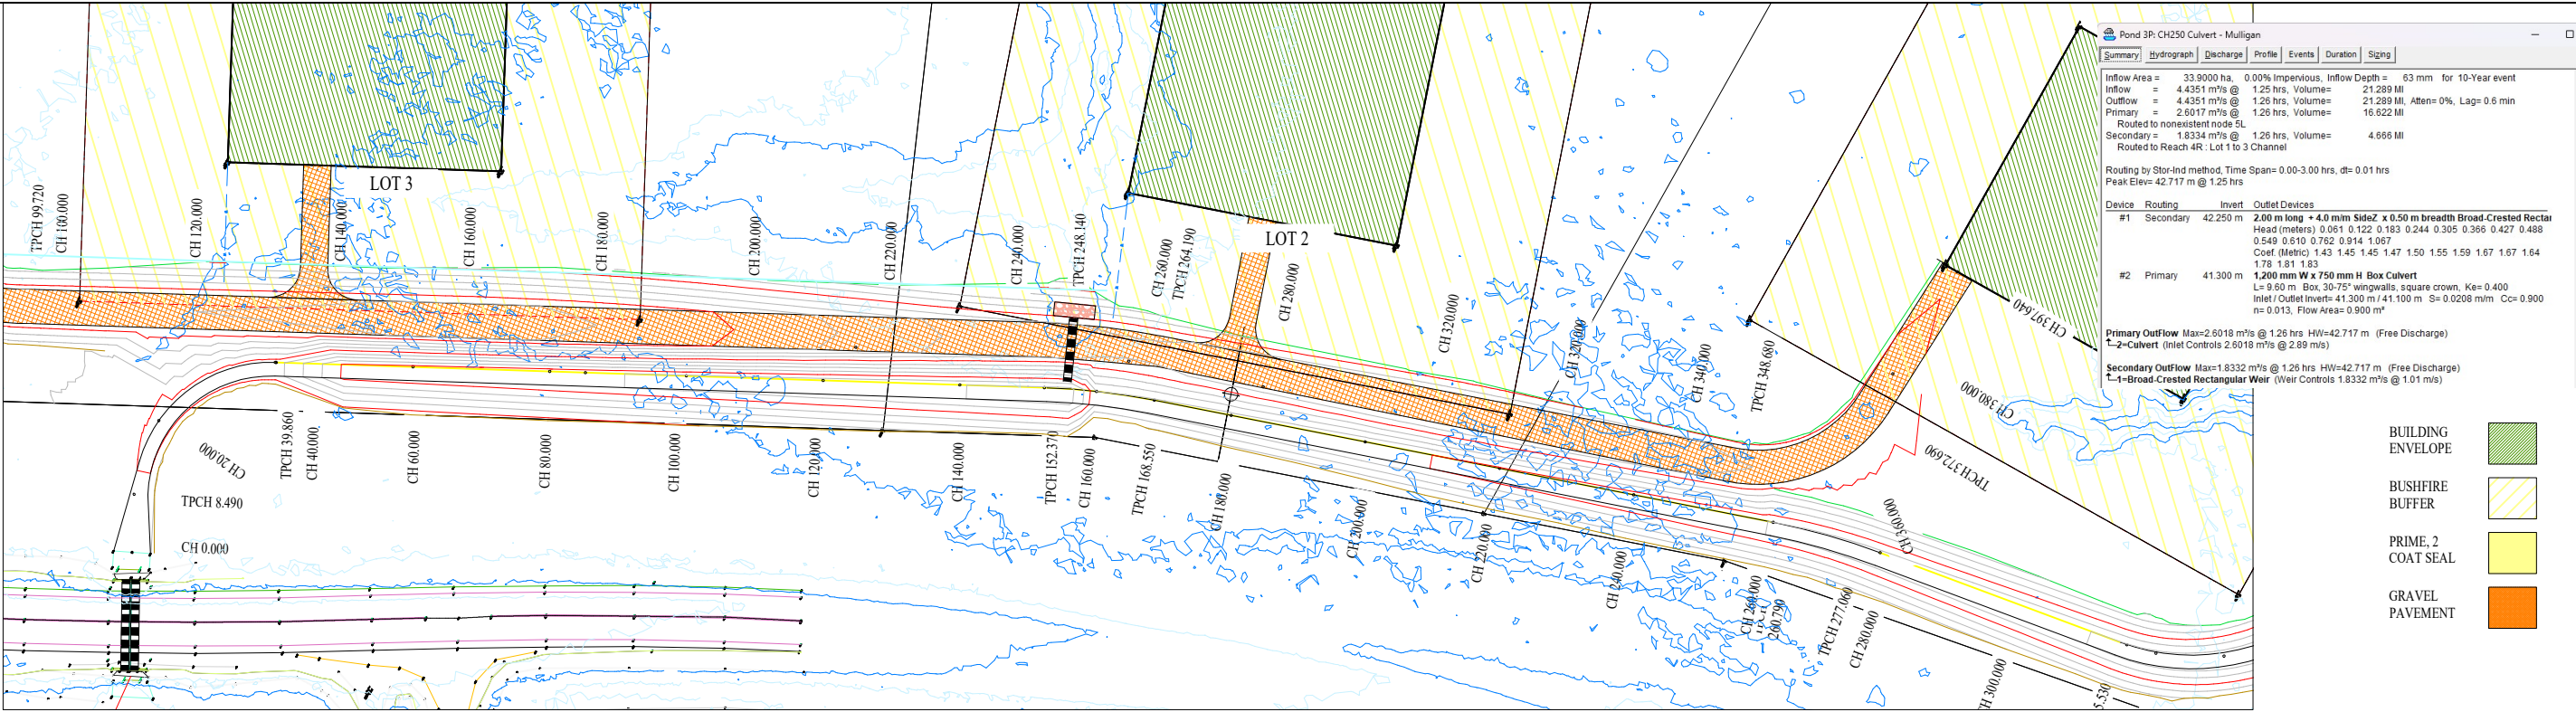 LOT 3
LOT 2
TPCH 99.720
CH 100.000
CH 120.000
CH 140.000
CH 160.000
CH 180.000
CH 200.000
CH 220.000
CH 240.000
TPCH 248.140
CH 260.000
TPCH 264.190
CH 280.000
CH 320.000
CH 320.000
CH 340.000
TPCH 348.680
TPCH 372.690
CH 380.000
CH 397.640
CH 0.000
TPCH 8.490
CH 20.000
TPCH 39.860
CH 40.000
CH 60.000
CH 80.000
CH 100.000
CH 120.000
CH 140.000
TPCH 152.370
CH 160.000
TPCH 168.550
CH 180.000
CH 200.000
CH 220.000
CH 240.000
CH 260.000
260.790
TPCH 277.060
CH 280.000
CH 360.000
5.530
Pond 3P: CH250 Culvert - Mulligan
Summary Hydrograph Discharge Profile Events Duration Sizing
Inflow Area = 33.9000 ha, 0.00% Impervious, Inflow Depth = 63 mm for 10-Year event
Inflow = 4.4351 m³/s @ 1.25 hrs, Volume= 21.289 Ml
Outflow = 4.4351 m³/s @ 1.26 hrs, Volume= 21.289 Ml, Atten= 0%, Lag= 0.6 min
Primary = 2.6017 m³/s @ 1.26 hrs, Volume= 16.622 Ml
Routed to nonexistent node 5L
Secondary = 1.8334 m³/s @ 1.26 hrs, Volume= 4.666 Ml
Routed to Reach 4R : Lot 1 to 3 Channel
Routing by Stor-Ind method, Time Span= 0.00-3.00 hrs, dt= 0.01 hrs
Peak Elev= 42.717 m @ 1.25 hrs
Device Routing Invert Outlet Devices
#1 Secondary 42.250 m 2.00 m long + 4.0 m/m SideZ x 0.50 m breadth Broad-Crested Rectar
Head (meters) 0.061 0.122 0.183 0.244 0.305 0.366 0.427 0.488
0.549 0.610 0.762 0.914 1.067
Coef. (Metric) 1.43 1.45 1.45 1.47 1.50 1.55 1.59 1.67 1.67 1.64
1.78 1.81 1.83
#2 Primary 41.300 m 1,200 mm W x 750 mm H Box Culvert
L= 9.60 m Box, 30-75° wingwalls, square crown, Ke= 0.400
Inlet / Outlet Invert= 41.300 m / 41.100 m S= 0.0208 m/m Cc= 0.900
n= 0.013, Flow Area= 0.900 m²
Primary OutFlow Max=2.6018 m³/s @ 1.26 hrs HW=42.717 m (Free Discharge)
2=Culvert (Inlet Controls 2.6018 m³/s @ 2.89 m/s)
Secondary OutFlow Max=1.8332 m³/s @ 1.26 hrs HW=42.717 m (Free Discharge)
1=Broad-Crested Rectangular Weir (Weir Controls 1.8332 m³/s @ 1.01 m/s)
BUILDING
ENVELOPE
BUSHFIRE
BUFFER
PRIME, 2
COAT SEAL
GRAVEL
PAVEMENT